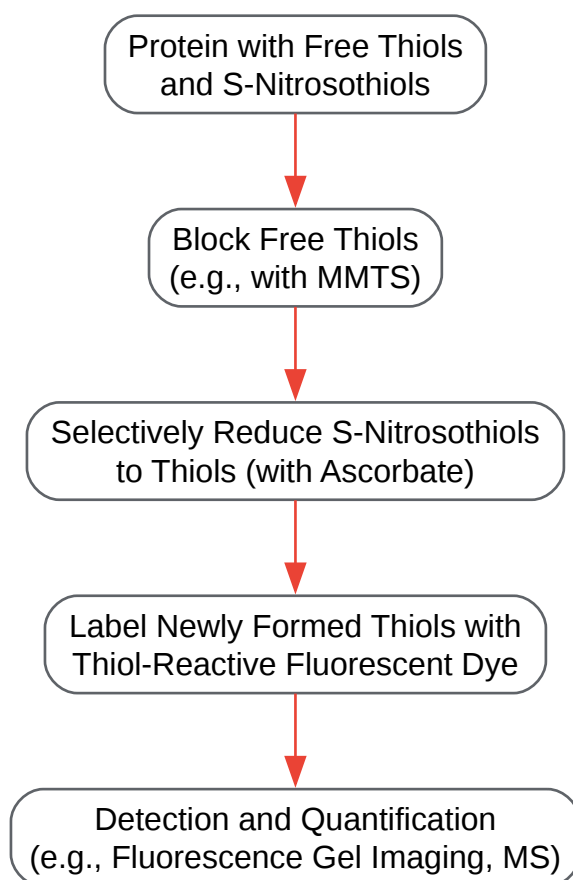 Protein with Free Thiols
and S-Nitrosothiols
Block Free Thiols
(e.g., with MMTS)
Selectively Reduce S-Nitrosothiols
to Thiols (with Ascorbate)
Label Newly Formed Thiols with
Thiol-Reactive Fluorescent Dye
Detection and Quantification
(e.g., Fluorescence Gel Imaging, MS)